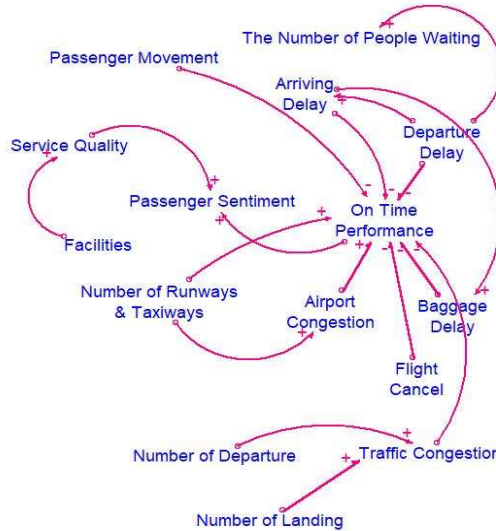 The Number of People Waiting
Passenger Movement
Arriving
Delay
Departure
Delay
Service Quality
Passenger Sentiment
On Time
Performance
Facilities
Number of Runways
& Taxiways
Airport
Congestion
Baggage
Delay
Flight
Cancel
Number of Departure
Traffic Congestion
Number of Landing